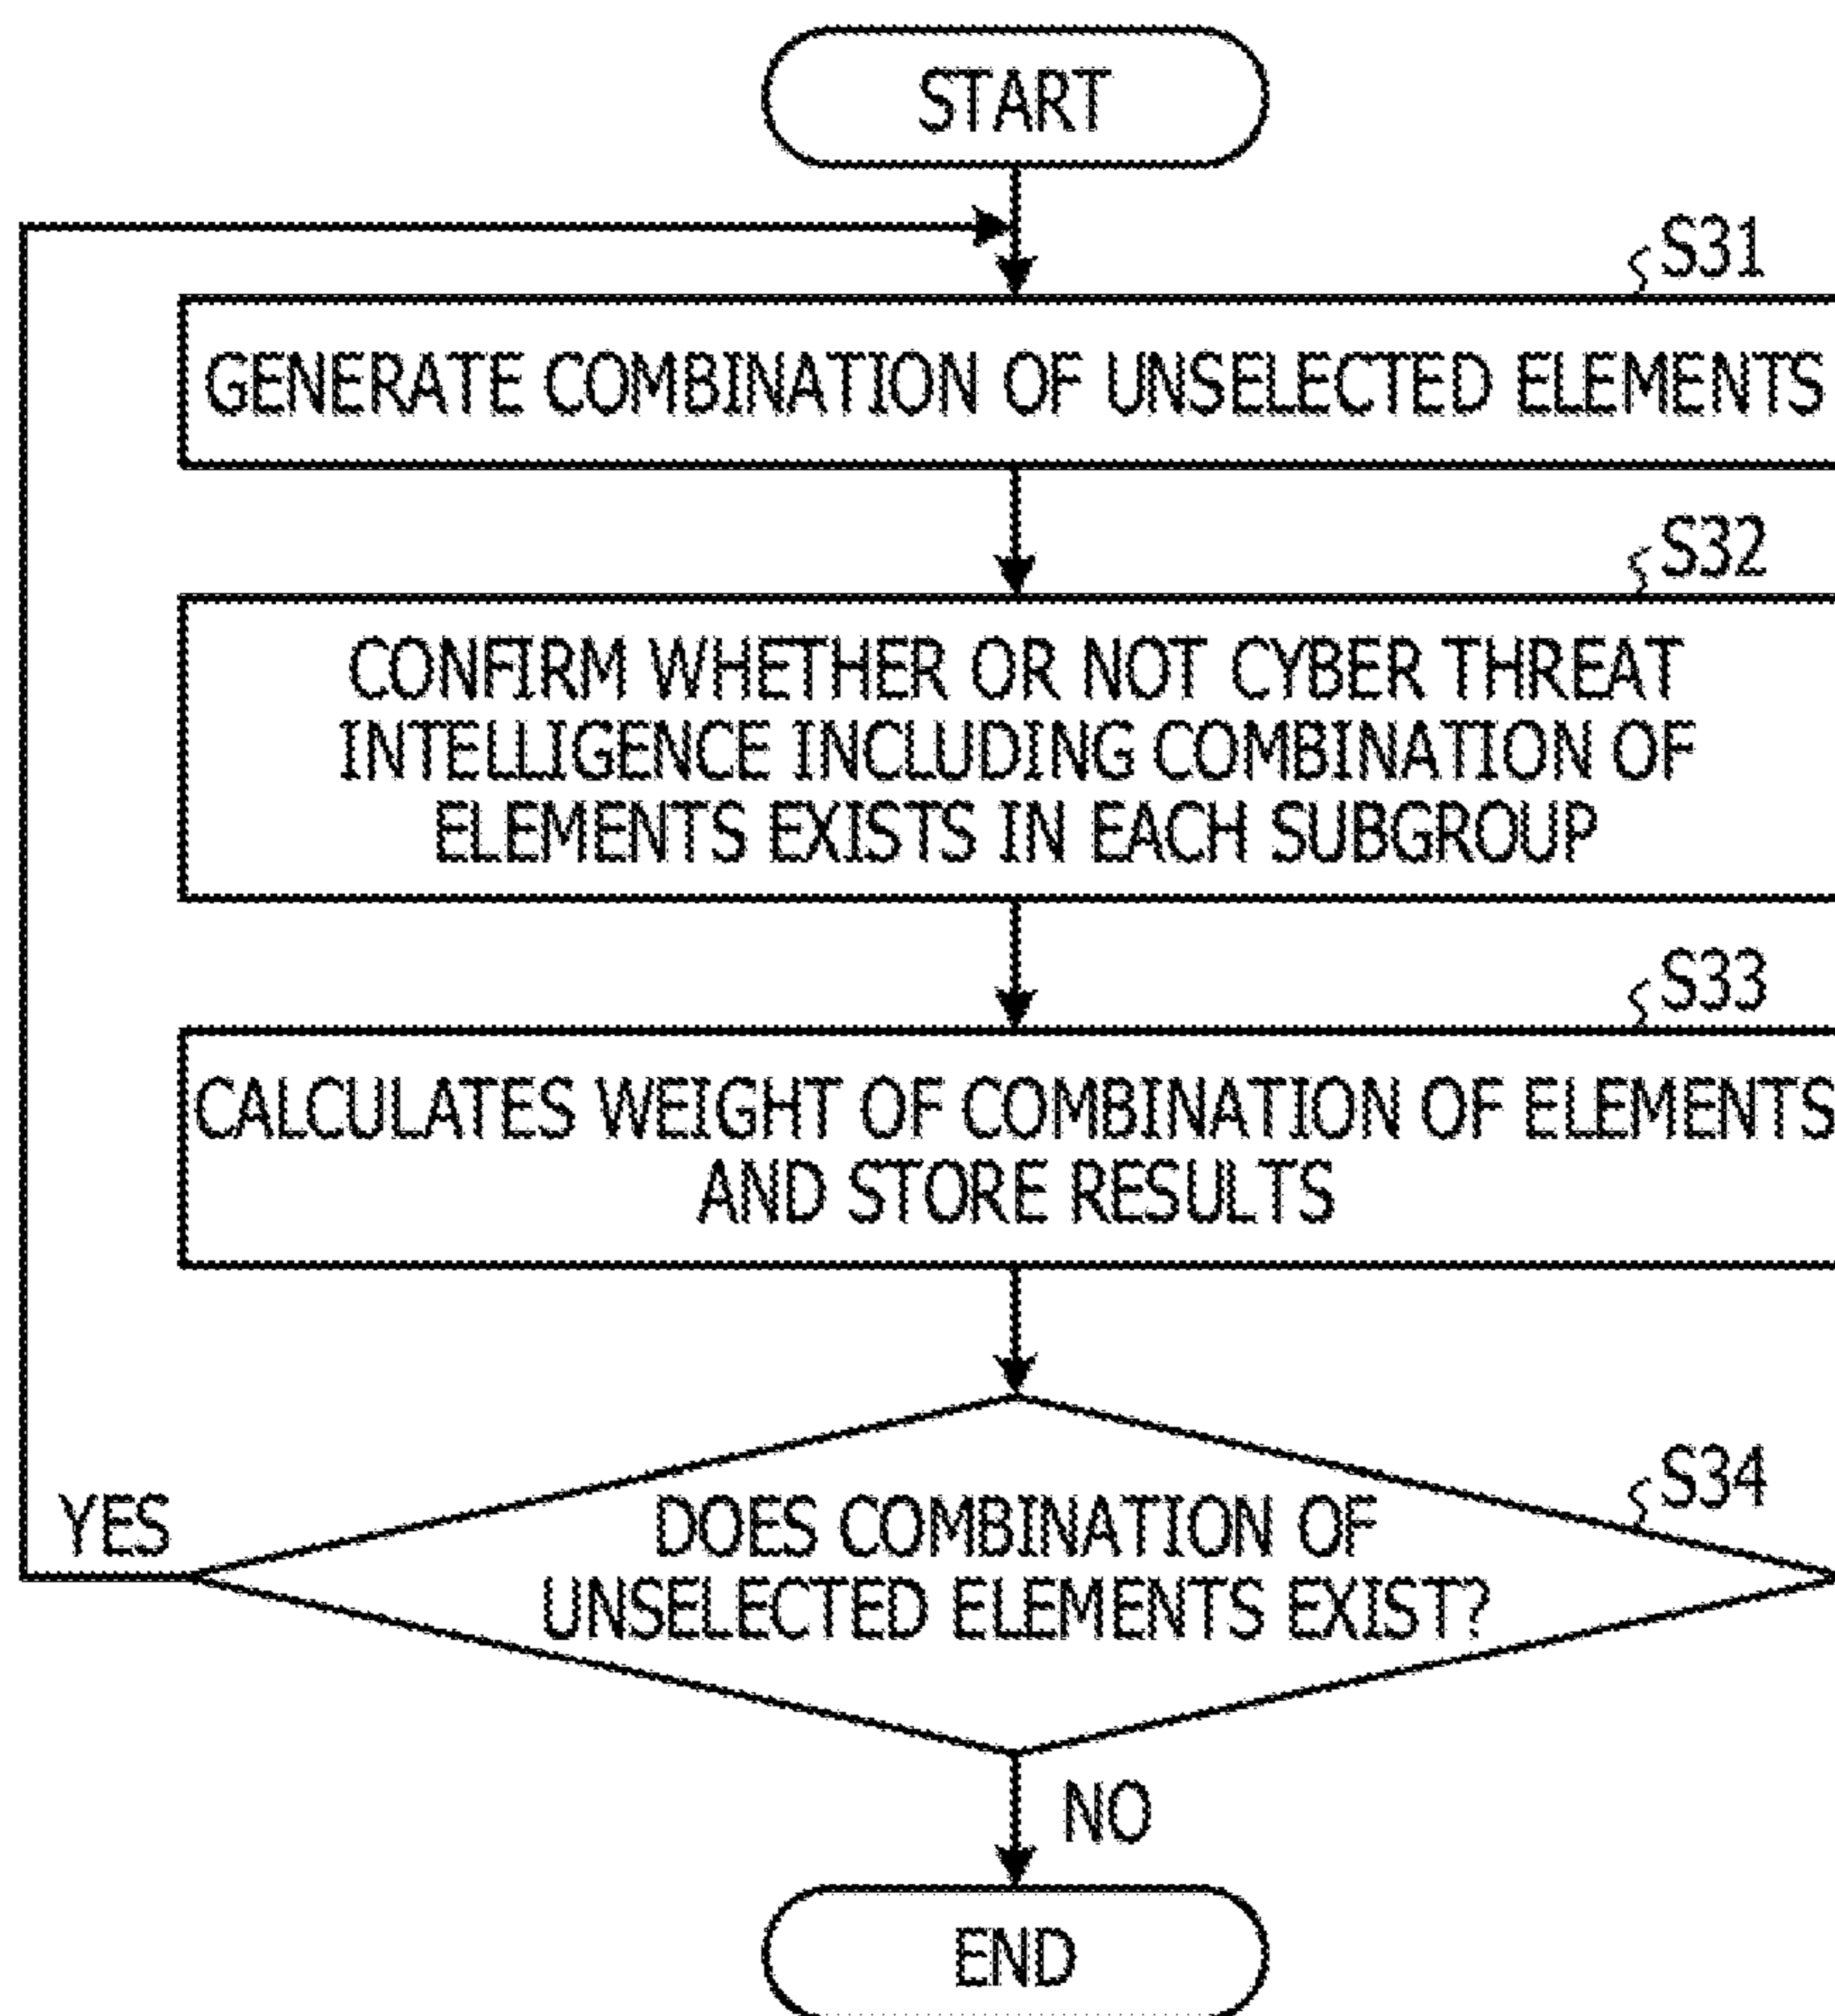 START
S31
GENERATE COMBINATION OF UNSELECTED ELEMENTS
S32
CONFIRM WHETHER OR NOT CYBER THREAT
INTELLIGENCE INCLUDING COMBINATION OF
ELEMENTS EXISTS IN EACH SUBGROUP
S33
CALCULATES WEIGHT OF COMBINATION OF ELEMENTS
AND STORE RESULTS
S34
YES
DOES COMBINATION OF
UNSELECTED ELEMENTS EXIST?
NO
END